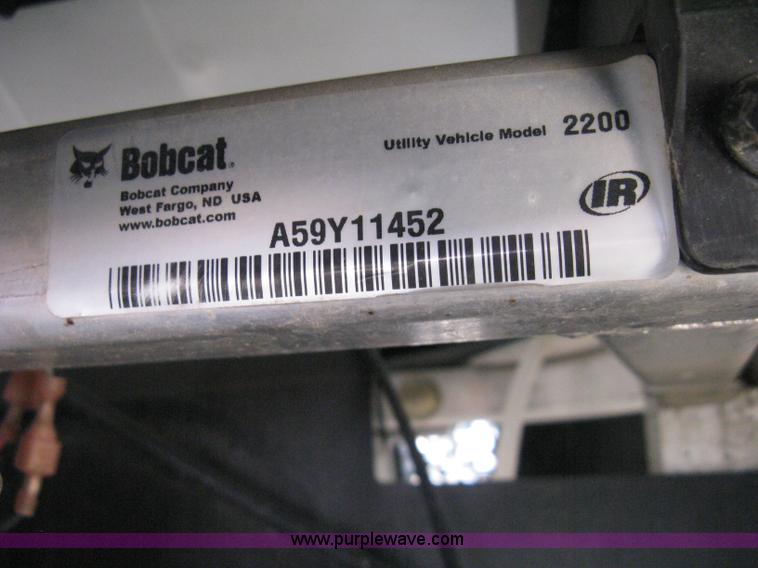 Bobcat®
Utility Vehicle Model 2200
Bobcat Company
West Fargo, ND USA
www.bobcat.com
IR
A59Y11452
www.purplewave.com